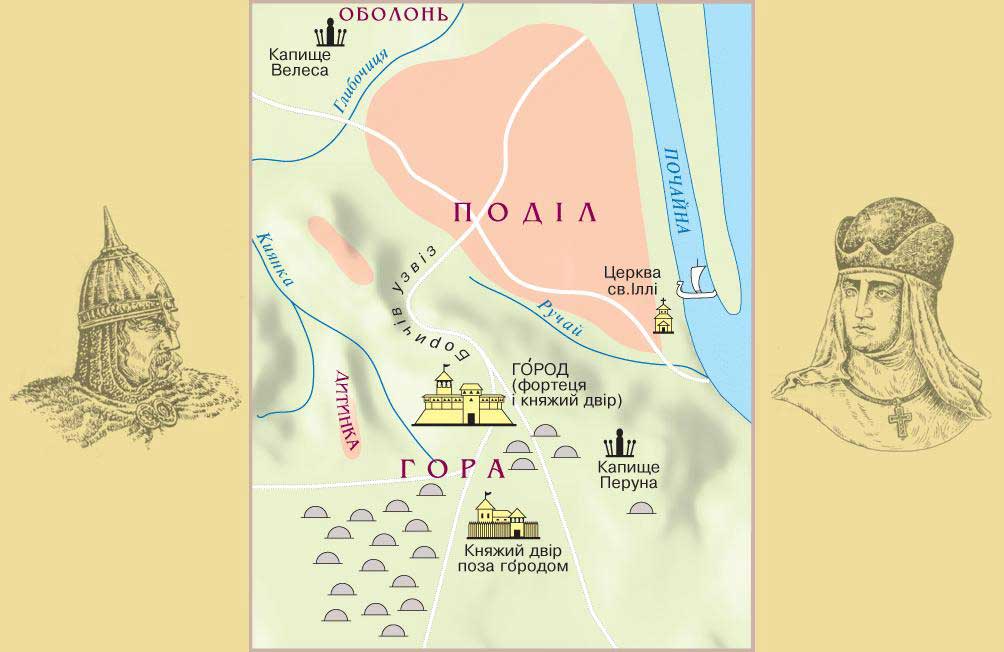 ОБОЛОНЬ
Капище
Велеса
Глибочиця
ПОЧАЙНА
ПОДІЛ
Киянка
Боричів узвіз
Церква
св.Іллі
Ручай
ДИТИНКА
ГО́РОД
(фортеця
і княжий двір)
ГОРА
Капище
Перуна
Княжий двір
поза го́родом